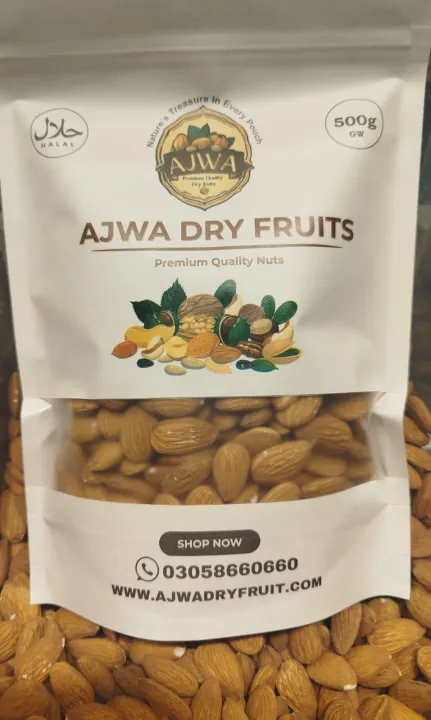 حلال
HALAL
Nature's Treasure in Every Pouch
AJWA
Premium Quality
Dry fruits
500g
GW
AJWA DRY FRUITS
Premium Quality Nuts
SHOP NOW
03058660660
WWW.AJWADRYFRUIT.COM